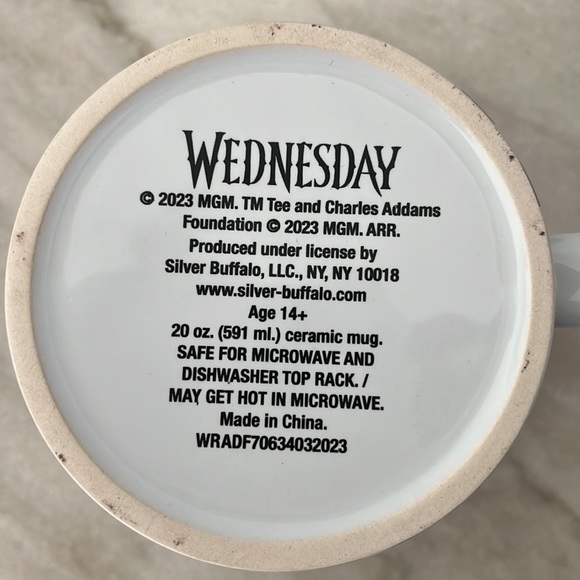 WEDNESDAY
© 2023 MGM. TM Tee and Charles Addams
Foundation © 2023 MGM. ARR.
Produced under license by
Silver Buffalo, LLC., NY, NY 10018
www.silver-buffalo.com
Age 14+
20 oz. (591 ml.) ceramic mug.
SAFE FOR MICROWAVE AND
DISHWASHER TOP RACK. /
MAY GET HOT IN MICROWAVE.
Made in China.
WRADF70634032023